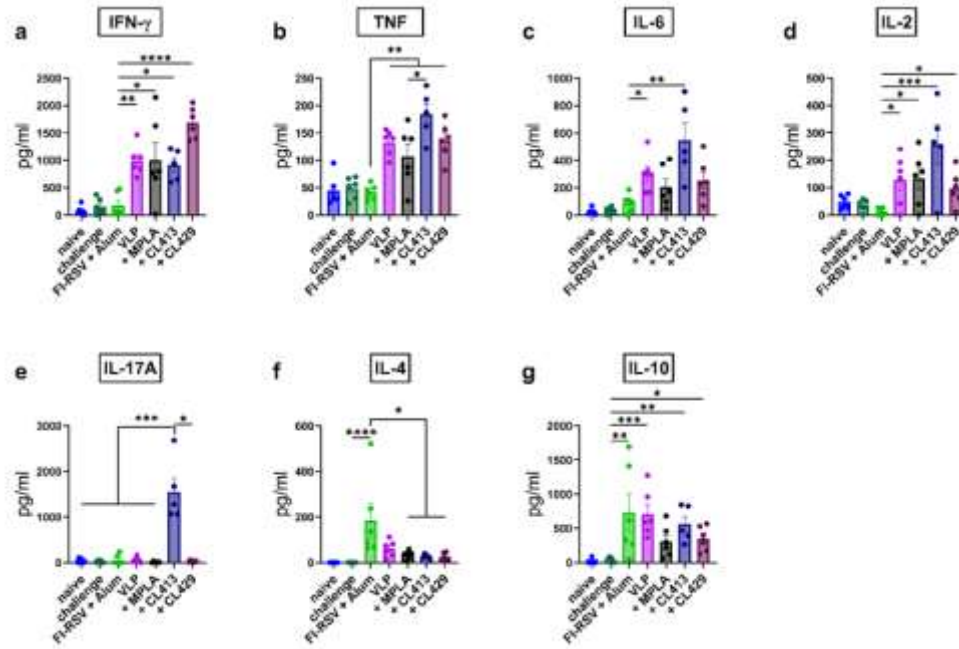 a IFN-γ
pg/ml
2500
2000
1500
1000
500
0
**** 
*
*
**
naive
challenge
FI-RSV + Alum
VLP
+ MPLA
+ CL413
+ CL429
b TNF
pg/ml
250
200
150
100
50
0
**
*
naive
challenge
FI-RSV + Alum
VLP
+ MPLA
+ CL413
+ CL429
c IL-6
pg/ml
1000
800
600
400
200
0
**
*
naive
challenge
FI-RSV + Alum
VLP
+ MPLA
+ CL413
+ CL429
d IL-2
pg/ml
500
400
300
200
100
0
*
***
*
*
naive
challenge
FI-RSV + Alum
VLP
+ MPLA
+ CL413
+ CL429
e IL-17A
pg/ml
3000
2000
1000
0
*** *
naive
challenge
FI-RSV + Alum
VLP
+ MPLA
+ CL413
+ CL429
f IL-4
pg/ml
600
400
200
0
*
****
naive
challenge
FI-RSV + Alum
VLP
+ MPLA
+ CL413
+ CL429
g IL-10
pg/ml
2000
1500
1000
500
0
*
**
***
**
naive
challenge
FI-RSV + Alum
VLP
+ MPLA
+ CL413
+ CL429